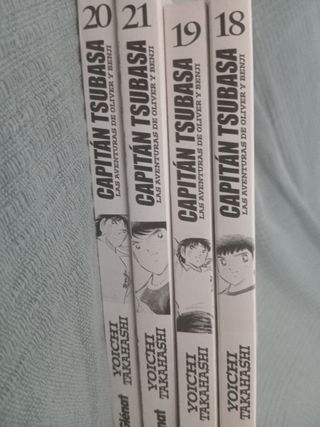 20
CAPITÁN TSUBASA
LAS AVENTURAS DE OLIVER Y BENJI
YOICHI
TAKAHASHI
Glénat
21
CAPITÁN TSUBASA
LAS AVENTURAS DE OLIVER Y BENJI
YOICHI
TAKAHASHI
19
CAPITÁN TSUBASA
LAS AVENTURAS DE OLIVER Y BENJI
YOICHI
TAKAHASHI
18
CAPITÁN TSUBASA
LAS AVENTURAS DE OLIVER Y BENJI
YOICHI
TAKAHASHI